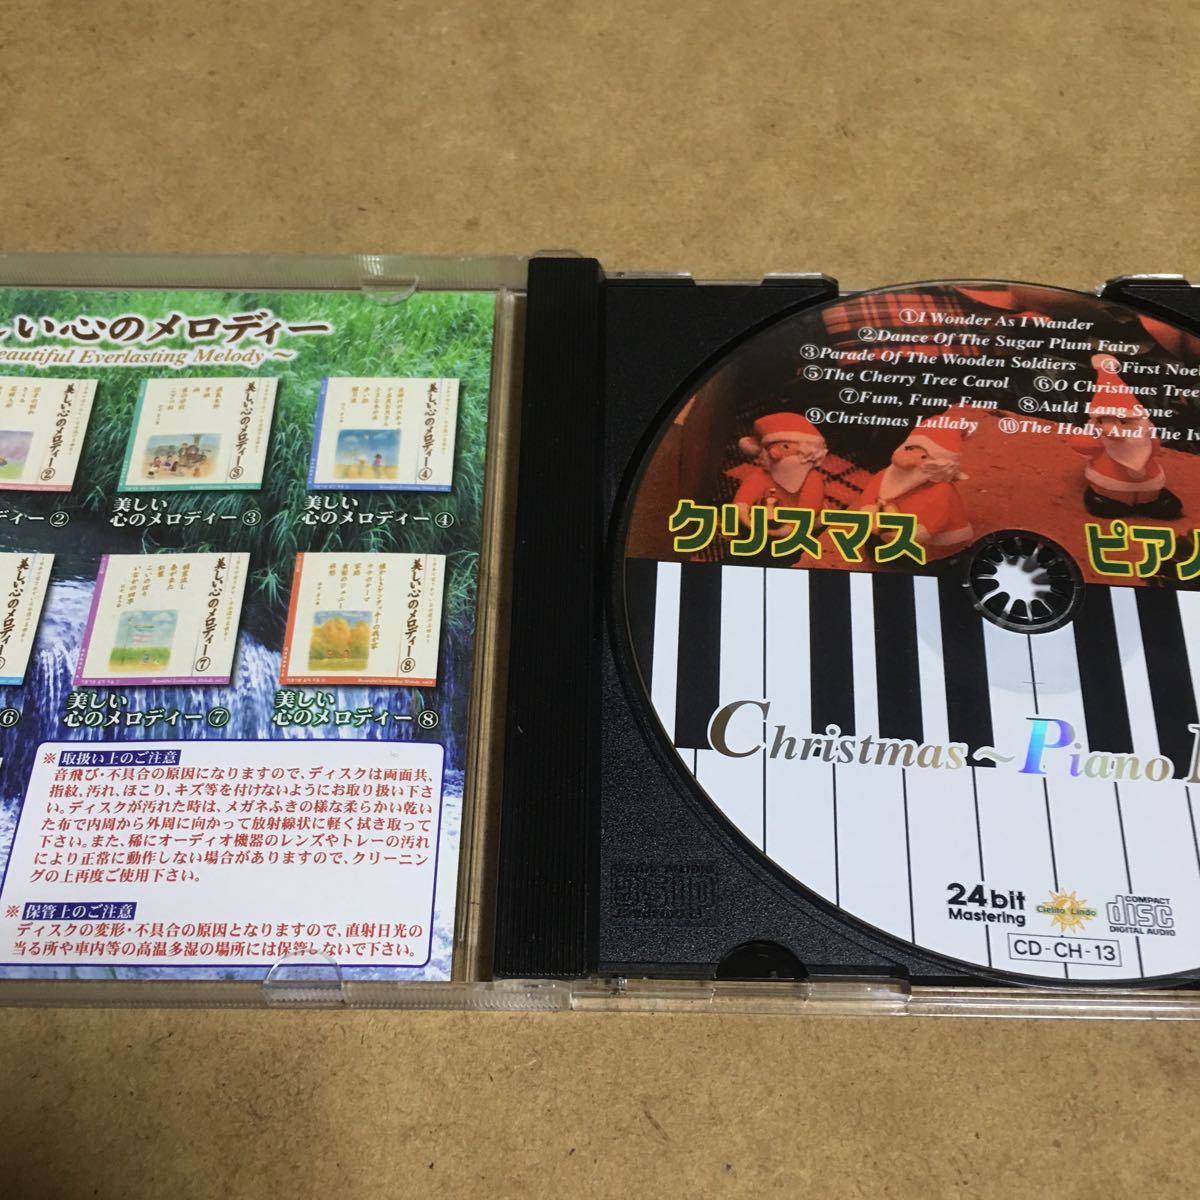 しい心のメロディー
eautiful Everlasting Melody ~
美しい心のメロディー ③
美しい心のメロディー ④
ディー ②
美しい
心のメロディー ③
美しい
心のメロディー ④
美しい心のメロディー ⑦
美しい心のメロディー ⑧
⑥
美しい
心のメロディー ⑦
美しい
心のメロディー ⑧
※ 取扱い上のご注意
音飛び・不具合の原因になりますので、ディスクは両面共、
指紋、汚れ、ほこり、キズ等を付けないようにお取り扱い下さ
い。ディスクが汚れた時は、メガネふきの様な柔らかい乾い
た布で内周から外周に向かって放射線状に軽く拭き取って
下さい。また、稀にオーディオ機器のレンズやトレーの汚れ
により正常に動作しない場合がありますので、クリーニン
グの上再度ご使用下さい。
※ 保管上のご注意
ディスクの変形・不具合の原因となりますので、直射日光の
当る所や車内等の高温多湿の場所には保管しないで下さい。
①I Wonder As I Wander
②Dance Of The Sugar Plum Fairy
③Parade Of The Wooden Soldiers ④First Noel
⑤The Cherry Tree Carol ⑥O Christmas Tree
⑦Fum, Fum, Fum ⑧Auld Lang Syne
⑨Christmas Lullaby ⑩The Holly And The Iv
クリスマス ピアノ
Christmas~Piano
24bit
Mastering
Cielito Lindo
COMPACT
disc
DIGITAL AUDIO
CD-CH-13